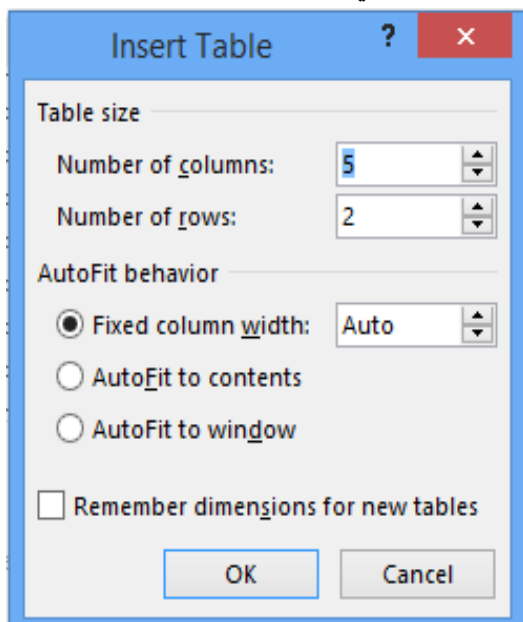 Insert Table ?
Table size
Number of columns: 5
Number of rows: 2
AutoFit behavior
Fixed column width: Auto
AutoFit to contents
AutoFit to window
Remember dimensions for new tables
OK Cancel